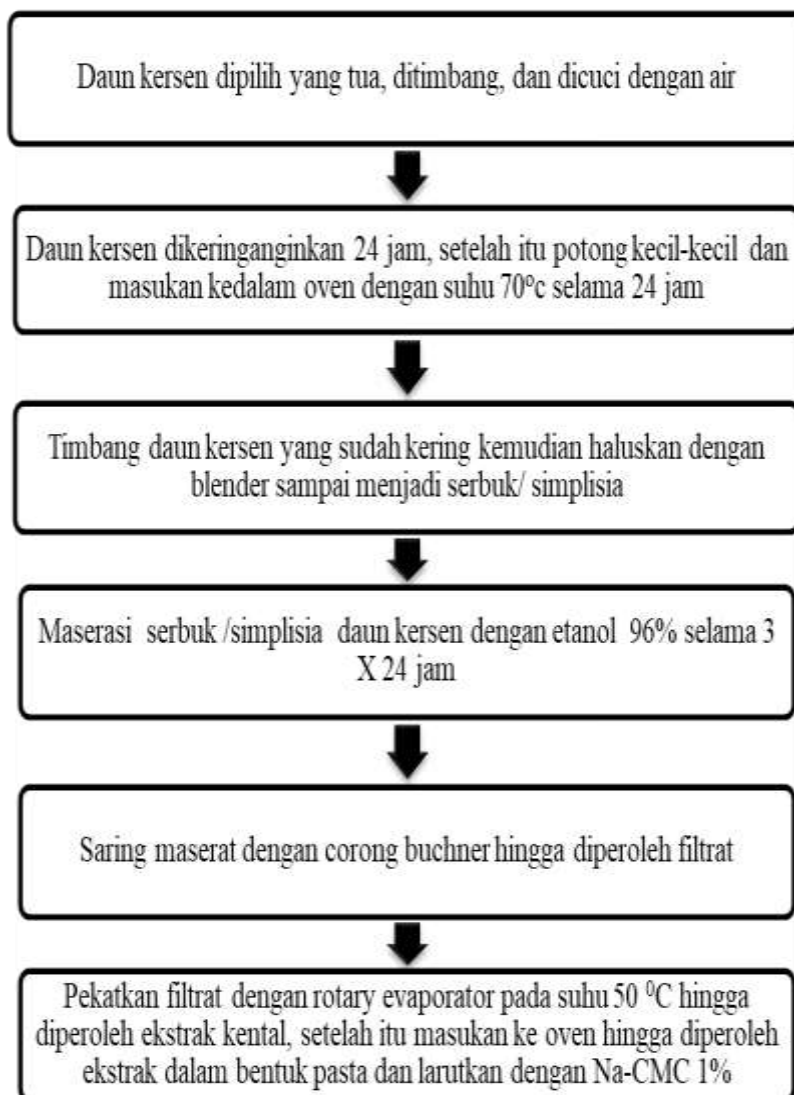 Daun kersen dipilih yang tua, ditimbang, dan dicuci dengan air
Daun kersen dikeringanginkan 24 jam, setelah itu potong kecil-kecil dan
masukan kedalam oven dengan suhu 70ºc selama 24 jam
Timbang daun kersen yang sudah kering kemudian haluskan dengan
blender sampai menjadi serbuk/ simplisia
Maserasi serbuk /simplisia daun kersen dengan etanol 96% selama 3
X 24 jam
Saring maserat dengan corong buchner hingga diperoleh filtrat
Pekatkan filtrat dengan rotary evaporator pada suhu 50 ⁰C hingga
diperoleh ekstrak kental, setelah itu masukan ke oven hingga diperoleh
ekstrak dalam bentuk pasta dan larutkan dengan Na-CMC 1%